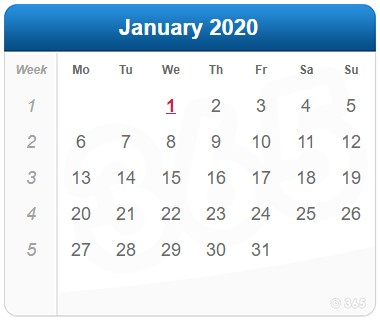 January 2020
Week Mo Tu We Th Fr Sa Su
1 1 2 3 4 5
2 6 7 8 9 10 11 12
3 13 14 15 16 17 18 19
4 20 21 22 23 24 25 26
5 27 28 29 30 31
© 365